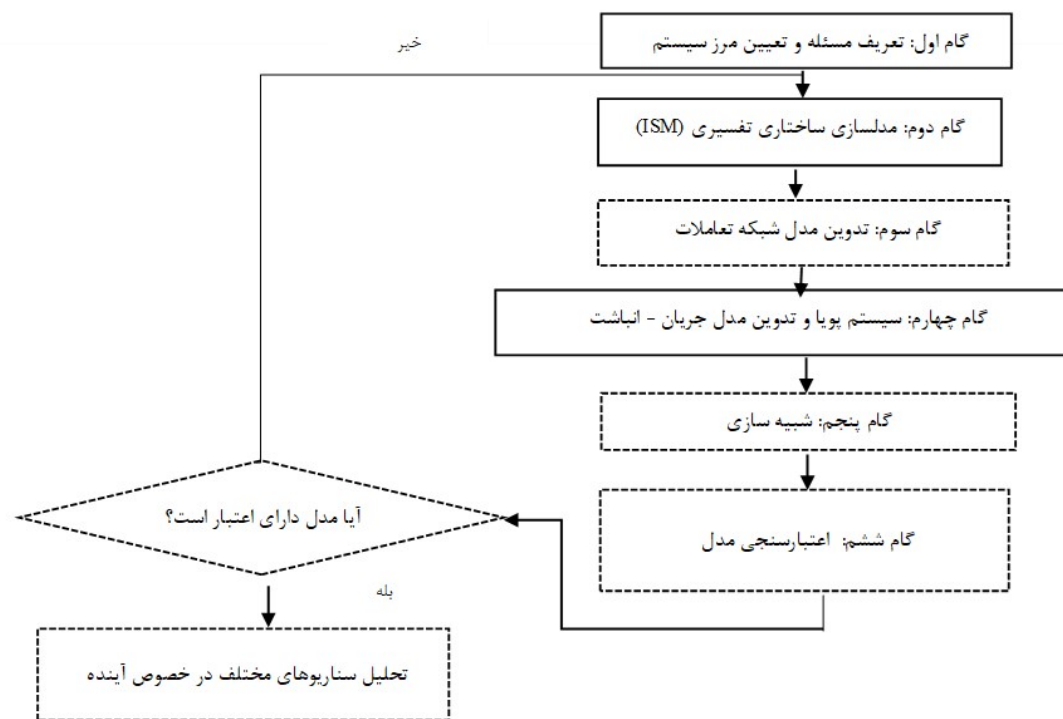 گام اول: تعریف مسئله و تعیین مرز سیستم
گام دوم: مدلسازی ساختاری تفسیری (ISM)
گام سوم: تدوین مدل شبکه تعاملات
گام چهارم: سیستم پویا و تدوین مدل جریان - انباشت
گام پنجم: شبیه سازی
گام ششم: اعتبارسنجی مدل
آیا مدل دارای اعتبار است؟
خیر
بله
تحلیل سناریوهای مختلف در خصوص آینده